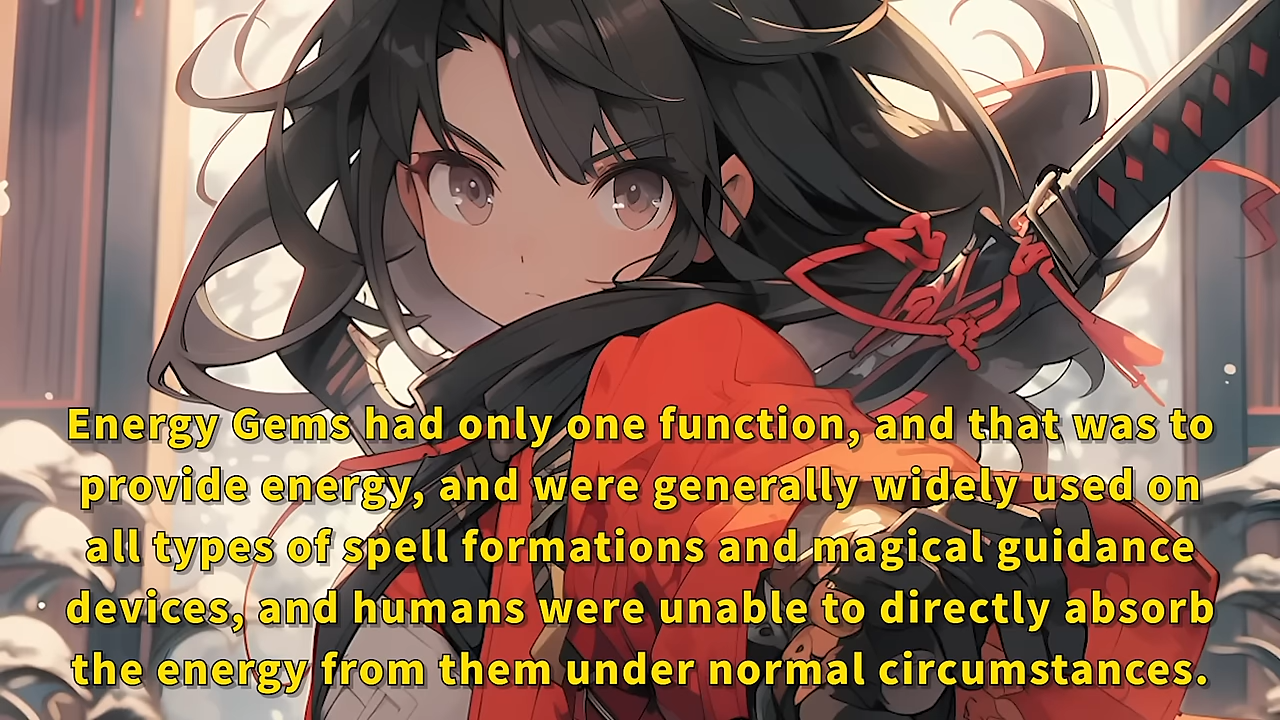 Energy Gems had only one function, and that was to
provide energy, and were generally widely used on
all types of spell formations and magical guidance
devices, and humans were unable to directly absorb
the energy from them under normal circumstances.